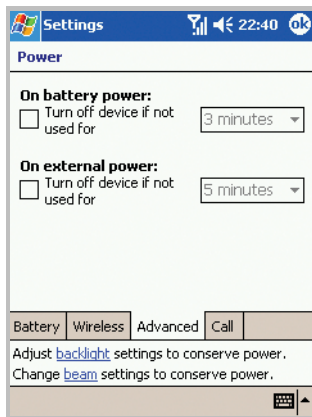 Settings 22:40 ok
Power
On battery power:
Turn off device if not
used for
3 minutes
On external power:
Turn off device if not
used for
5 minutes
Battery Wireless Advanced Call
Adjust backlight settings to conserve power.
Change beam settings to conserve power.